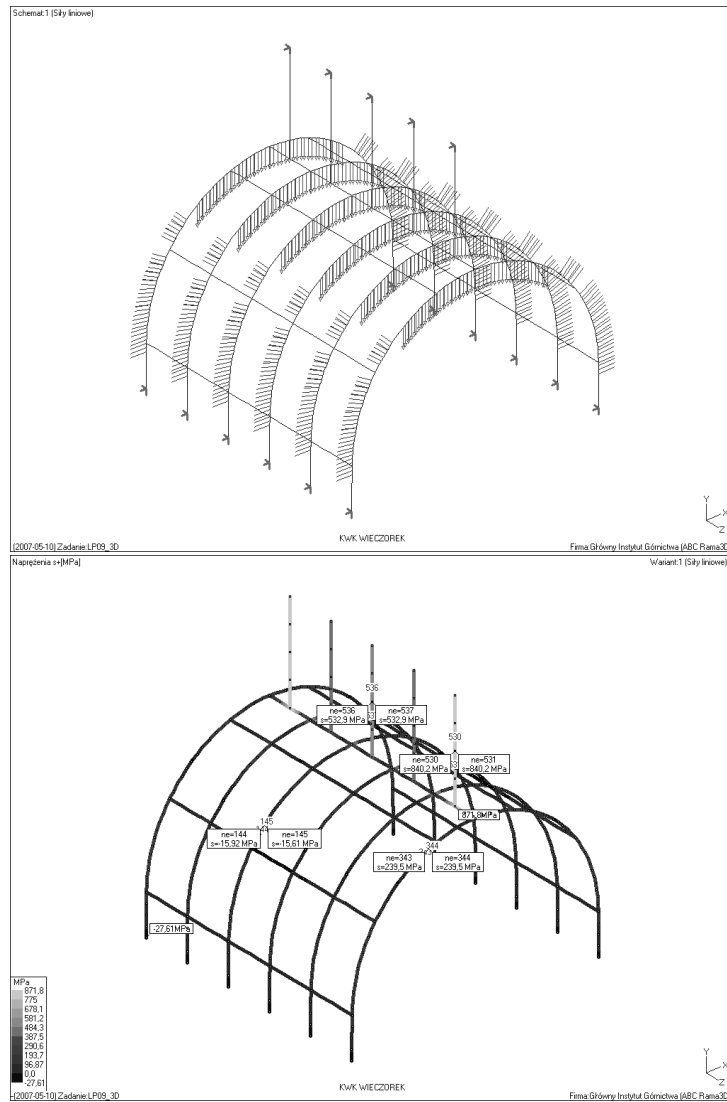 Schemat:1 (Siły liniowe)
Y
X
Z
KWK WIECZOREK
(2007-05-10) Zadanie:LP09_3D
Firma:Główny Instytut Górnictwa (ABC Rama3D
Naprężenia s+[MPa]
Wariant:1 (Siły liniowe)
536
ne=536
s=532,9 MPa
ne=537
s=532,9 MPa
530
ne=530
s=840,2 MPa
ne=531
s=840,2 MPa
871,8MPa
145
144
ne=144
s=-15,92 MPa
ne=145
s=-15,61 MPa
344
343
ne=343
s=239,5 MPa
ne=344
s=239,5 MPa
-27,61MPa
MPa
871,8
775
678,1
581,2
484,3
387,5
290,6
193,7
96,87
0,0
-27,61
Y
X
Z
KWK WIECZOREK
(2007-05-10) Zadanie:LP09_3D
Firma:Główny Instytut Górnictwa (ABC Rama3D